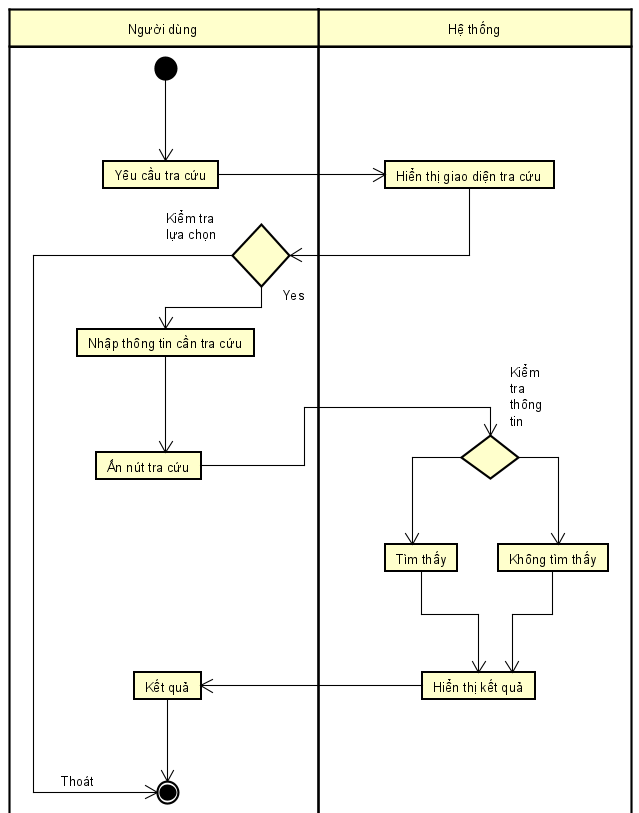 Người dùng
Hệ thống
Yêu cầu tra cứu
Hiển thị giao diện tra cứu
Kiểm tra
lựa chọn
Yes
Nhập thông tin cần tra cứu
Kiểm
tra
thông
tin
Ấn nút tra cứu
Tìm thấy
Không tìm thấy
Kết quả
Hiển thị kết quả
Thoát